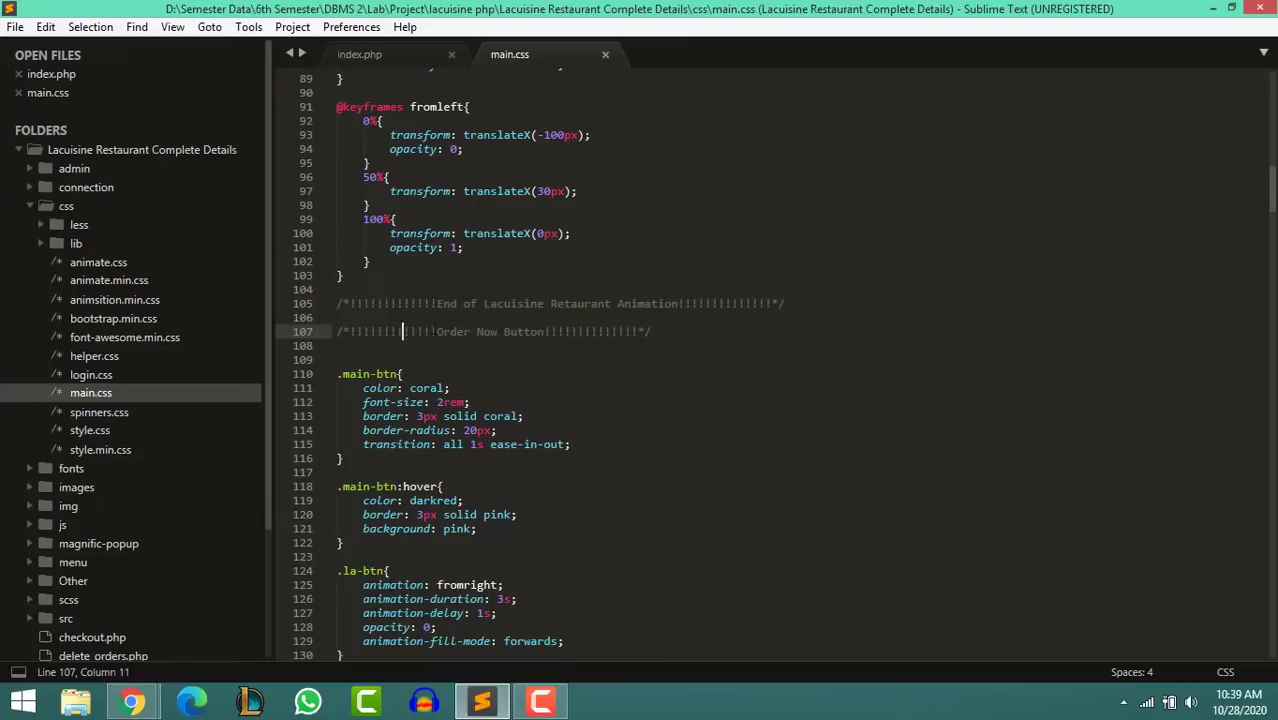 D:\Semester Data\6th Semester\DBMS 2\Lab\Project\lacuisine php\Lacuisine Restaurant Complete Details\css\main.css (Lacuisine Restaurant Complete Details) - Sublime Text (UNREGISTERED)
File Edit Selection Find View Goto Tools Project Preferences Help
OPEN FILES
index.php
main.css
FOLDERS
Lacuisine Restaurant Complete Details
admin
connection
css
less
lib
/* animate.css
/* animate.min.css
/* animsition.min.css
/* bootstrap.min.css
/* font-awesome.min.css
/* helper.css
/* login.css
/* main.css
/* spinners.css
/* style.css
/* style.min.css
fonts
images
img
js
magnific-popup
menu
Other
scss
src
checkout.php
delete_orders.php
index.php main.css
89 }
90
91 @keyframes fromleft{
92 0%{
93 transform: translateX(-100px);
94 opacity: 0;
95 }
96 50%{
97 transform: translateX(30px);
98 }
99 100%{
100 transform: translateX(0px);
101 opacity: 1;
102 }
103 }
104
105 /*!!!!!!!!!!!!!End of Lacuisine Retaurant Animation!!!!!!!!!!!!!!*/
106
107 /*!!!!!!!!!!!!!Order Now Button!!!!!!!!!!!!!!*/
108
109
110 .main-btn{
111 color: coral;
112 font-size: 2rem;
113 border: 3px solid coral;
114 border-radius: 20px;
115 transition: all 1s ease-in-out;
116 }
117
118 .main-btn:hover{
119 color: darkred;
120 border: 3px solid pink;
121 background: pink;
122 }
123
124 .la-btn{
125 animation: fromright;
126 animation-duration: 3s;
127 animation-delay: 1s;
128 opacity: 0;
129 animation-fill-mode: forwards;
130 }
Line 107, Column 11 Spaces: 4 CSS
10:39 AM
10/28/2020